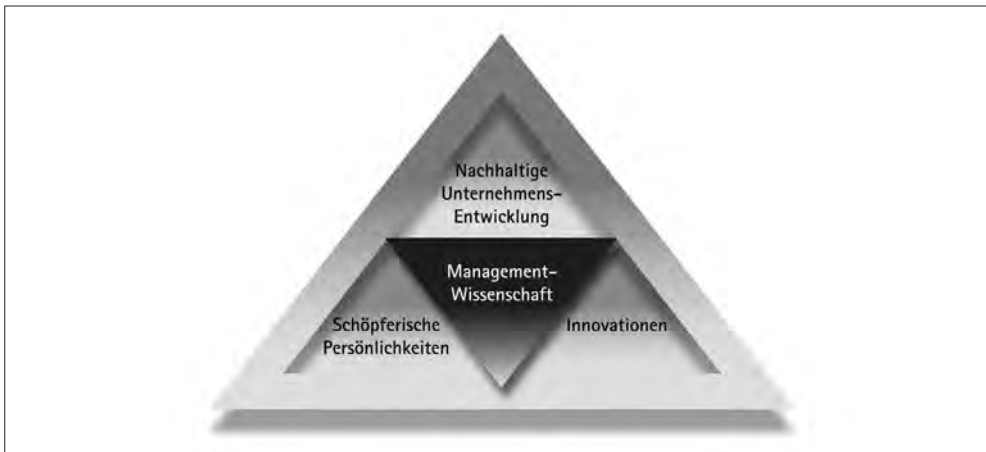 Nachhaltige
Unternehmens-
Entwicklung
Management-
Wissenschaft
Schöpferische
Persönlichkeiten
Innovationen